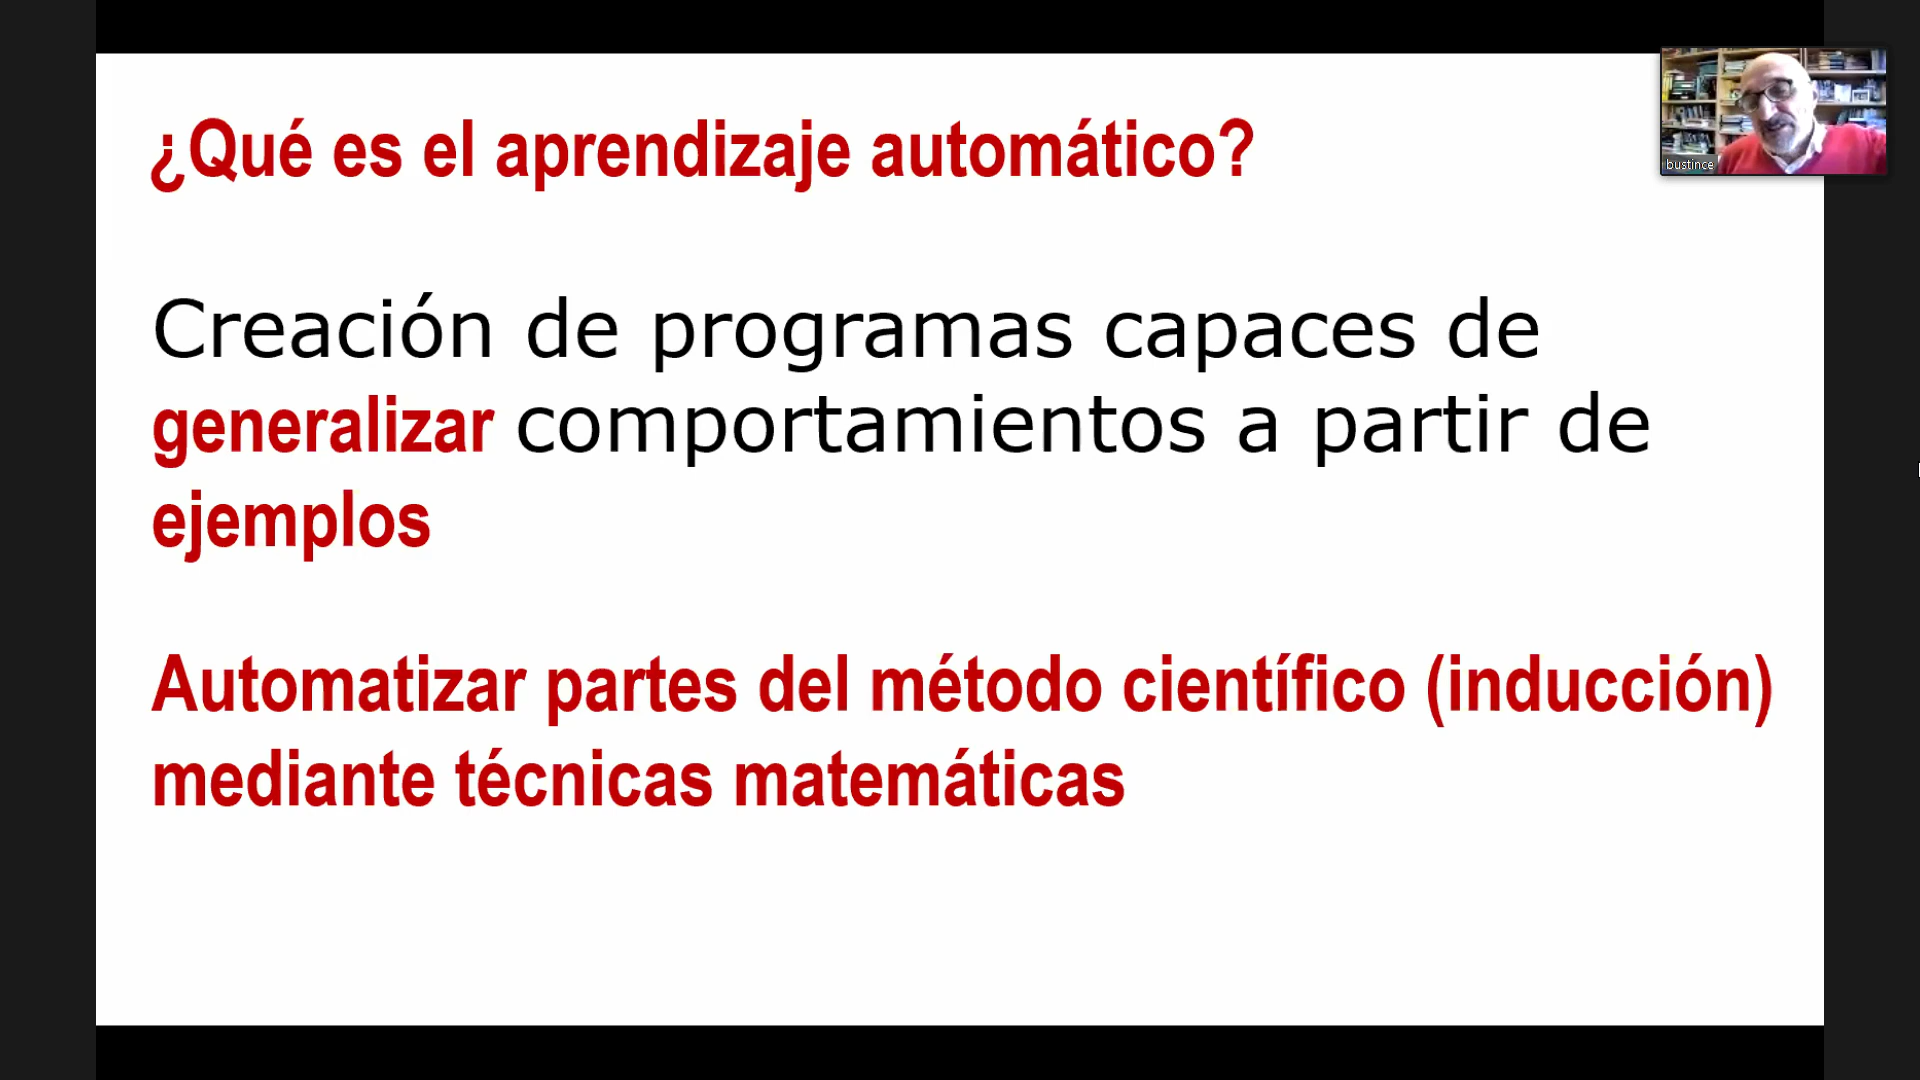 ¿Qué es el aprendizaje automático?
bustince
Creación de programas capaces de
generalizar comportamientos a partir de
ejemplos
Automatizar partes del método científico (inducción)
mediante técnicas matemáticas